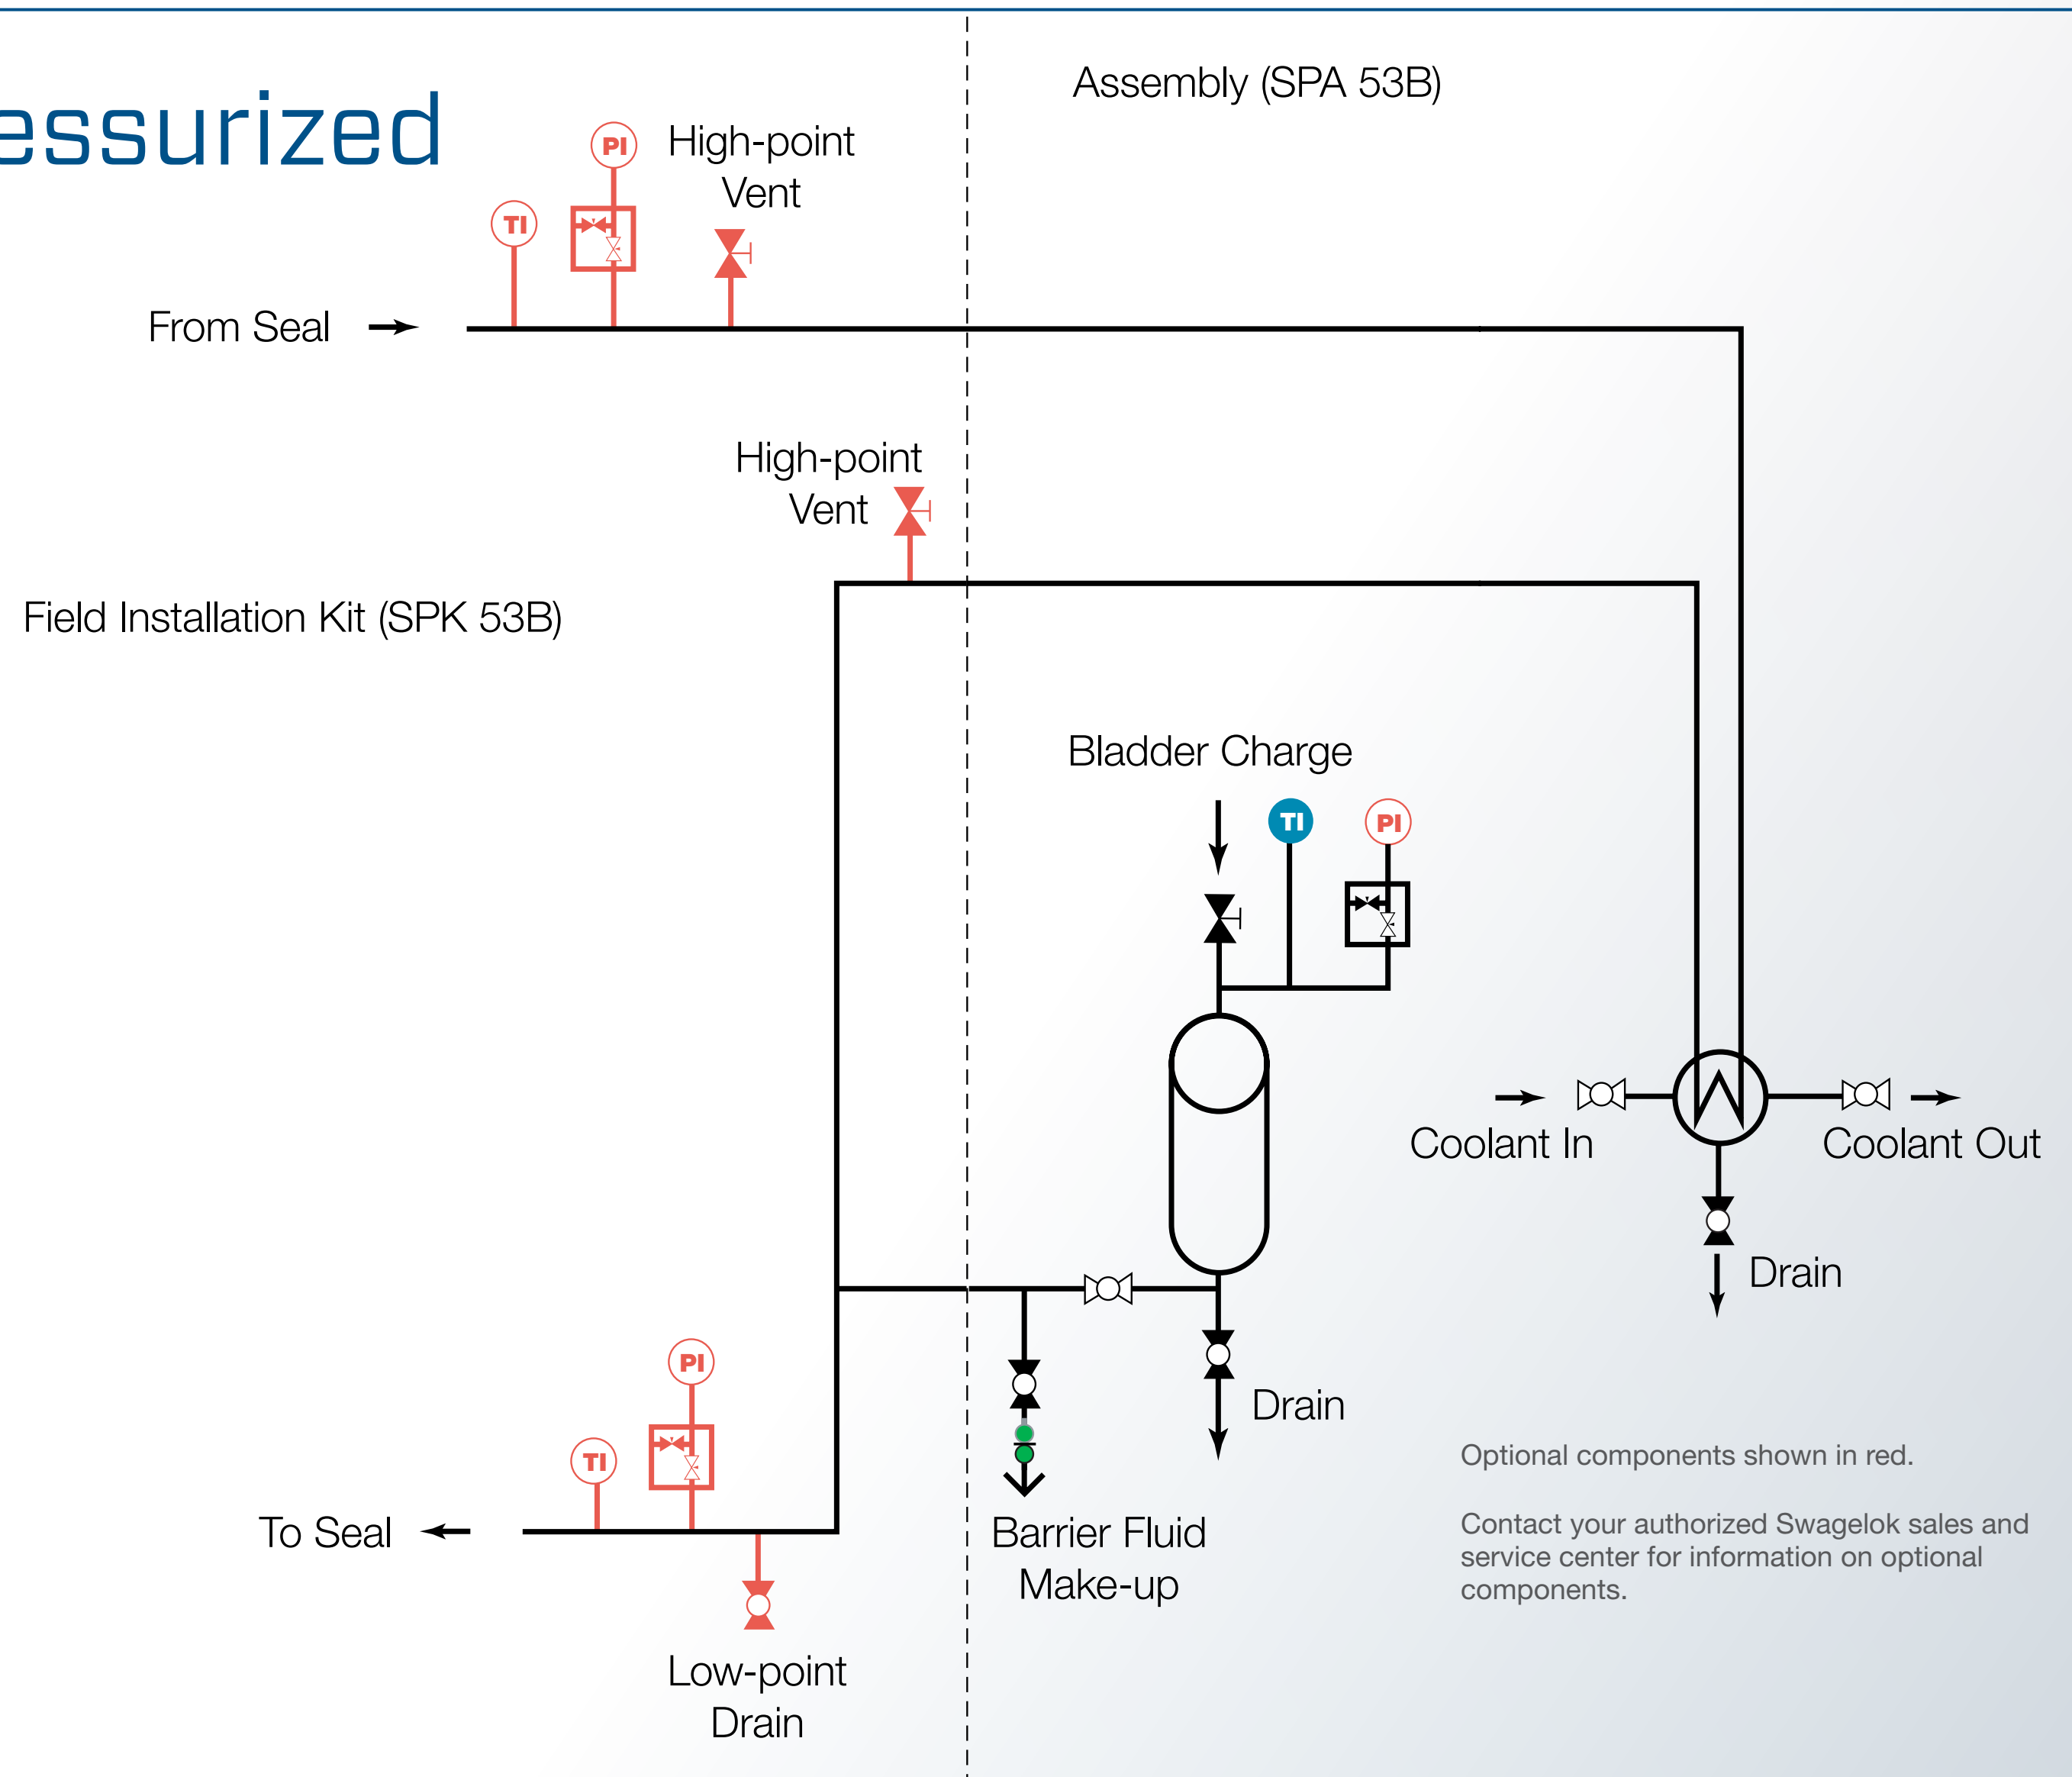 Assembly (SPA 53B)
essurized
PI
High-point
Vent
TI
From Seal
High-point
Vent
Field Installation Kit (SPK 53B)
Bladder Charge
TI
PI
Coolant In
Coolant Out
Drain
PI
Drain
TI
Optional components shown in red.
To Seal
Barrier Fluid
Make-up
Contact your authorized Swagelok sales and
service center for information on optional
components.
Low-point
Drain